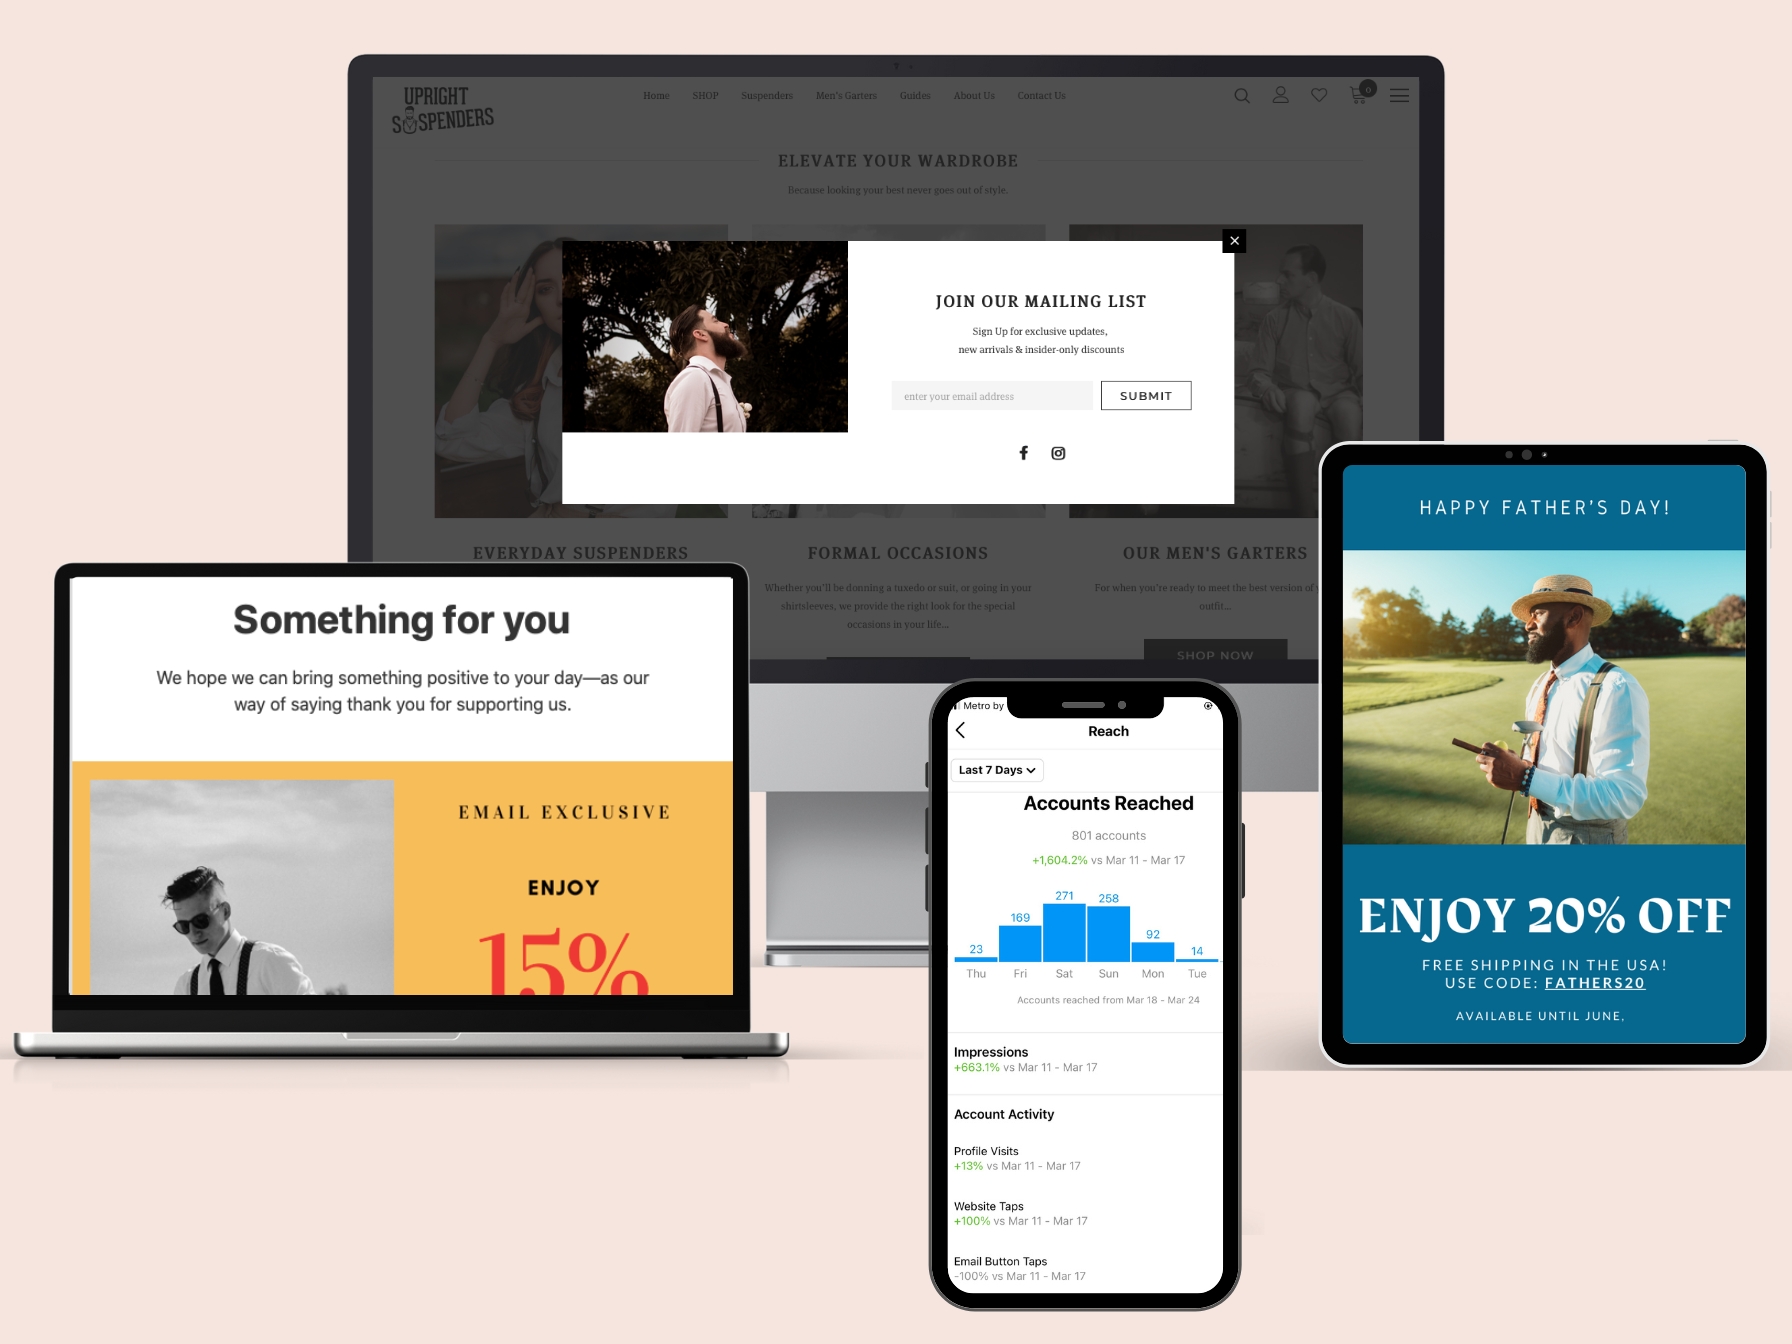 UPRIGHT
SUSPENDERS
Home SHOP Suspenders Men's Garters Guides About Us Contact Us
0
ELEVATE YOUR WARDROBE
Because looking your best never goes out of style.
JOIN OUR MAILING LIST
Sign Up for exclusive updates,
new arrivals & insider-only discounts
enter your email address
SUBMIT
EVERYDAY SUSPENDERS
FORMAL OCCASIONS
Whether you'll be donning a tuxedo or suit, or going in your
shirtsleeves, we provide the right look for the special
occasions in your life...
OUR MEN'S GARTERS
For when you're ready to meet the best version of
outfit...
SHOP NOW
Something for you
We hope we can bring something positive to your day—as our
way of saying thank you for supporting us.
EMAIL EXCLUSIVE
ENJOY
15%
Metro by
Reach
Last 7 Days
Accounts Reached
801 accounts
+1,604.2% vs Mar 11 - Mar 17
23 169 271 258 92 14
Thu Fri Sat Sun Mon Tue
Accounts reached from Mar 18 - Mar 24
Impressions
+663.1% vs Mar 11 - Mar 17
Account Activity
Profile Visits
+13% vs Mar 11 - Mar 17
Website Taps
+100% vs Mar 11 - Mar 17
Email Button Taps
-100% vs Mar 11 - Mar 17
HAPPY FATHER'S DAY!
ENJOY 20% OFF
FREE SHIPPING IN THE USA!
USE CODE: FATHERS20
AVAILABLE UNTIL JUNE,